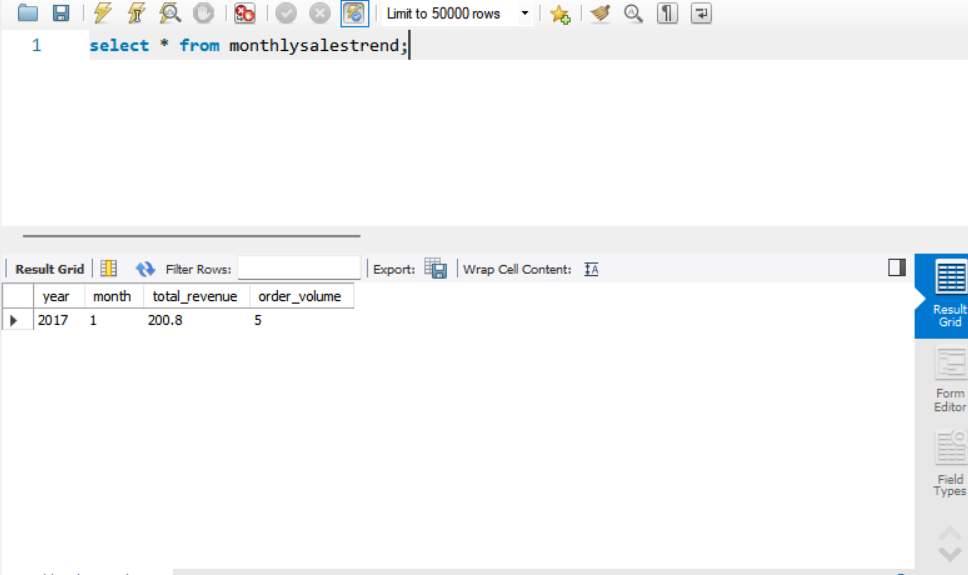 Limit to 50000 rows
1 select * from monthlysalestrend;
Result Grid Filter Rows: Export: Wrap Cell Content:
year month total_revenue order_volume
2017 1 200.8 5
Result
Grid
Form
Editor
Field
Types